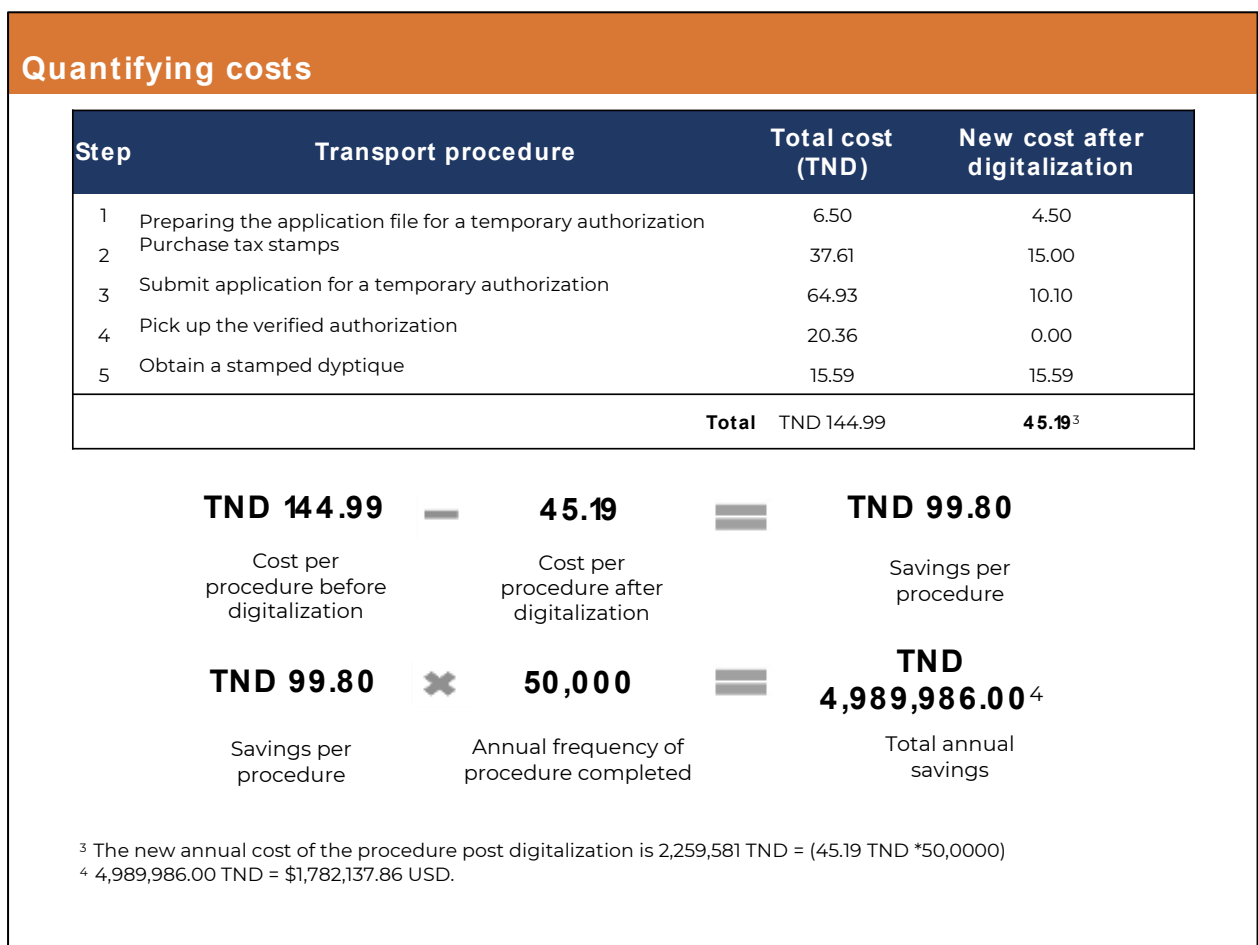 Quantifying costs
Step Transport procedure Total cost (TND) New cost after digitalization
1 Preparing the application file for a temporary authorization 6.50 4.50
2 Purchase tax stamps 37.61 15.00
3 Submit application for a temporary authorization 64.93 10.10
4 Pick up the verified authorization 20.36 0.00
5 Obtain a stamped dyptique 15.59 15.59
Total TND 144.99 45.19³
TND 144.99 − 45.19 = TND 99.80
Cost per procedure before digitalization
Cost per procedure after digitalization
Savings per procedure
TND 99.80 × 50,000 = TND 4,989,986.00⁴
Savings per procedure
Annual frequency of procedure completed
Total annual savings
³ The new annual cost of the procedure post digitalization is 2,259,581 TND = (45.19 TND *50,0000)
⁴ 4,989,986.00 TND = $1,782,137.86 USD.